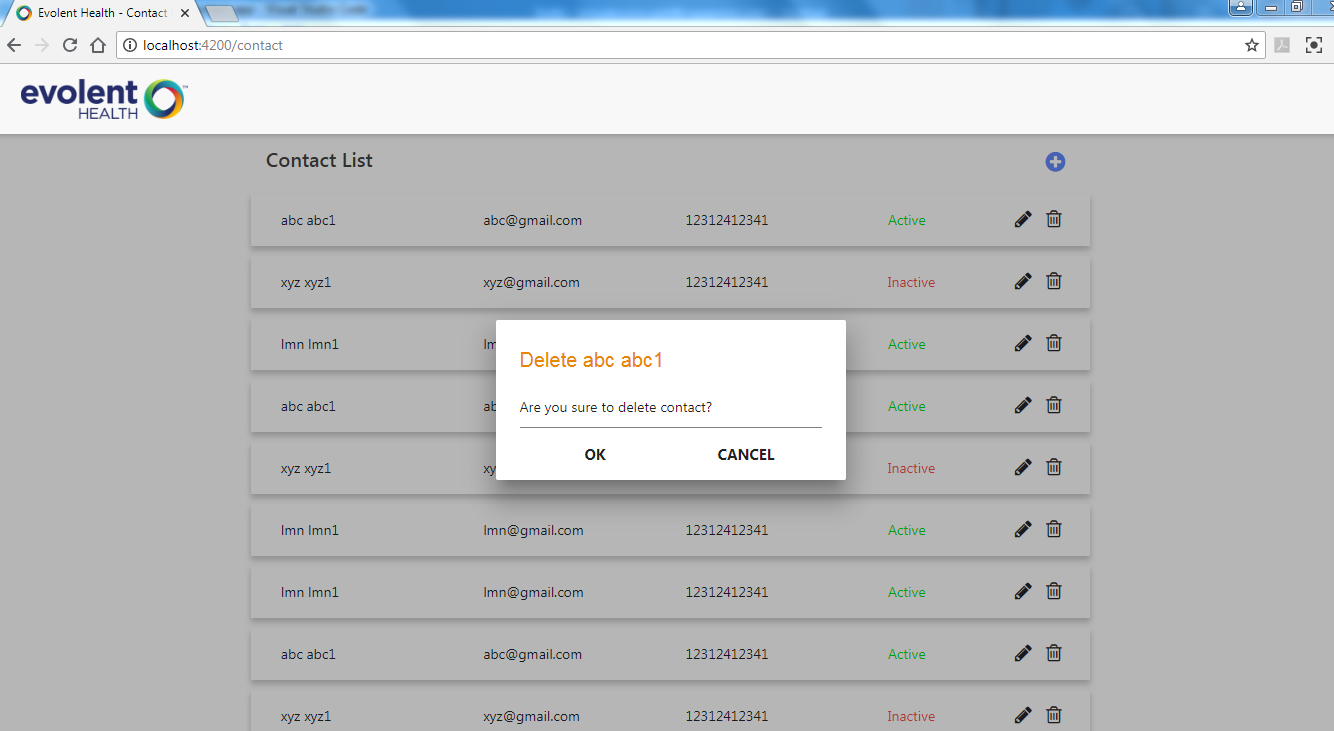 Evolent Health - Contact
localhost:4200/contact
evolent
HEALTH
Contact List
abc abc1 abc@gmail.com 12312412341 Active
xyz xyz1 xyz@gmail.com 12312412341 Inactive
lmn lmn1 lm Active
abc abc1 ab Active
xyz xyz1 xy Inactive
Delete abc abc1
Are you sure to delete contact?
OK CANCEL
lmn lmn1 lmn@gmail.com 12312412341 Active
lmn lmn1 lmn@gmail.com 12312412341 Active
abc abc1 abc@gmail.com 12312412341 Active
xyz xyz1 xyz@gmail.com 12312412341 Inactive